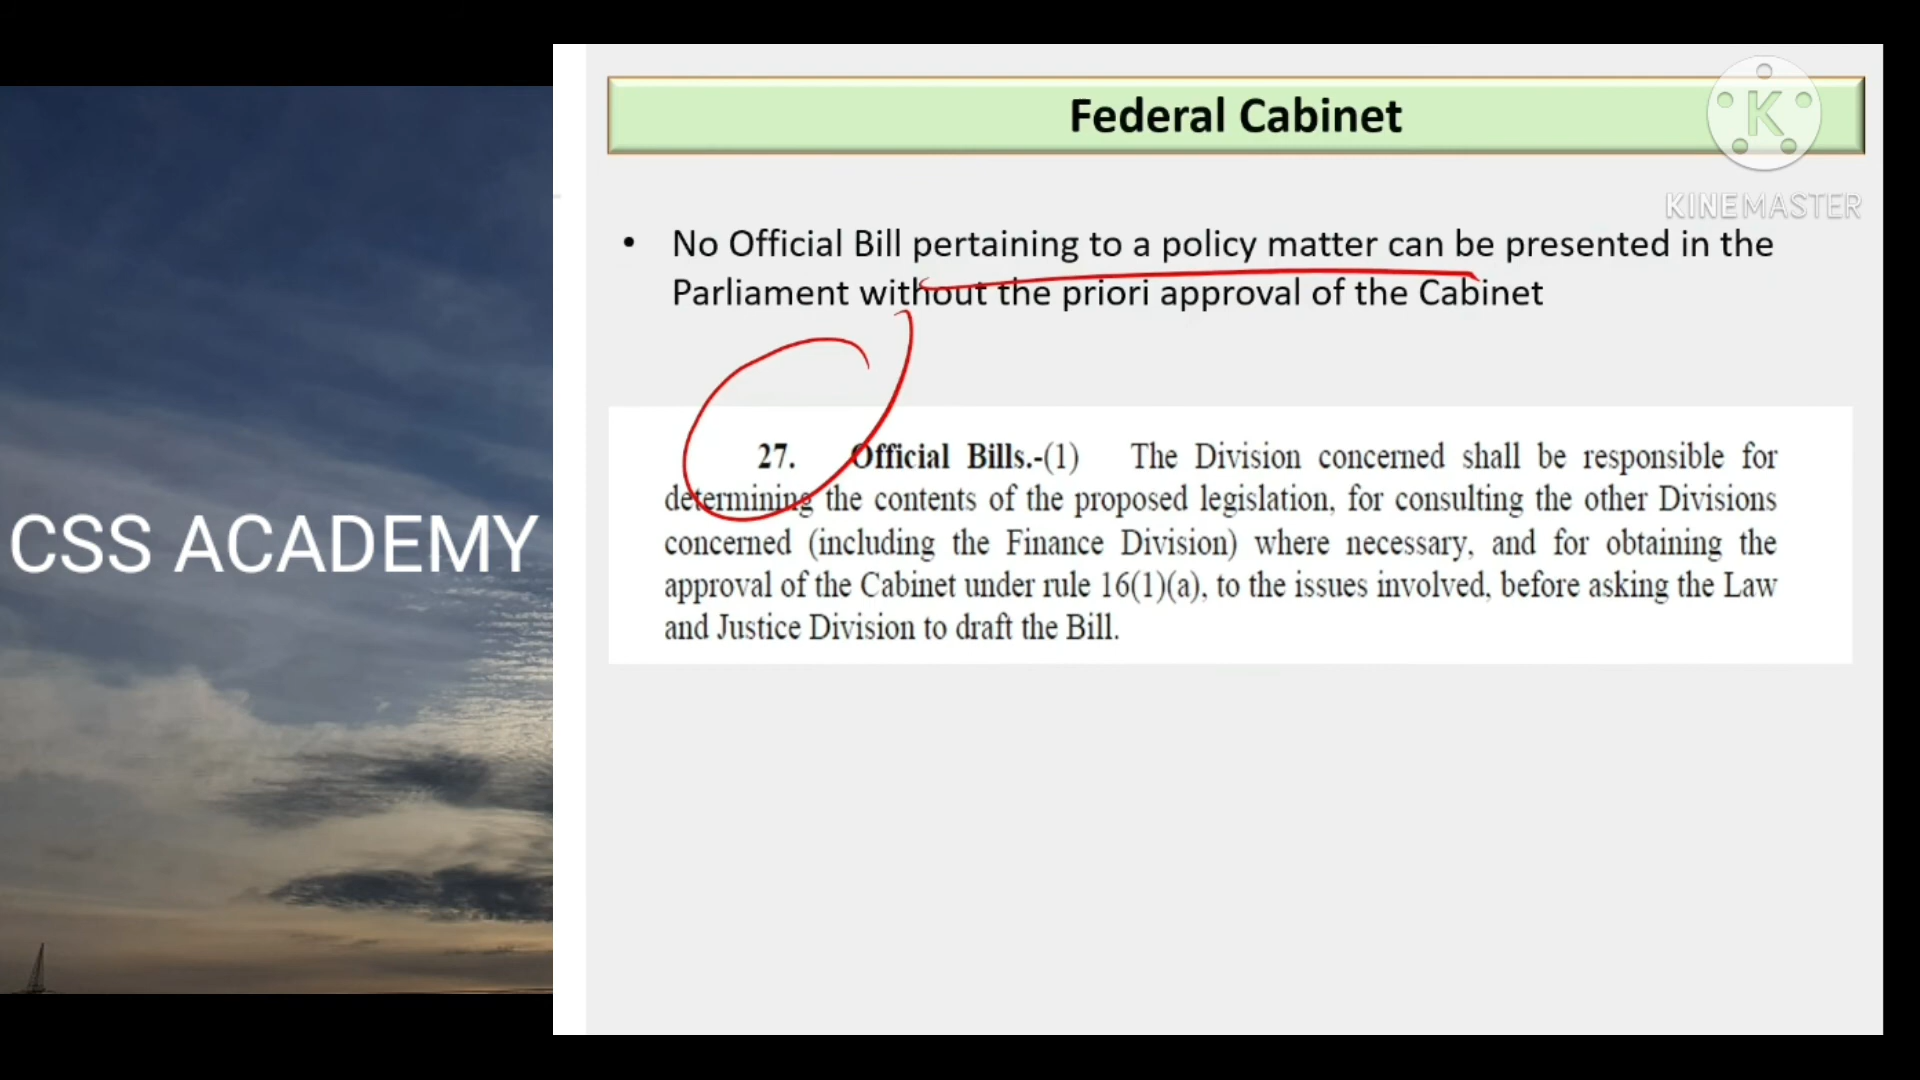 Federal Cabinet
K
KINEMASTER
• No Official Bill pertaining to a policy matter can be presented in the
Parliament without the priori approval of the Cabinet
27. Official Bills.-(1) The Division concerned shall be responsible for
determining the contents of the proposed legislation, for consulting the other Divisions
concerned (including the Finance Division) where necessary, and for obtaining the
approval of the Cabinet under rule 16(1)(a), to the issues involved, before asking the Law
and Justice Division to draft the Bill.
CSS ACADEMY